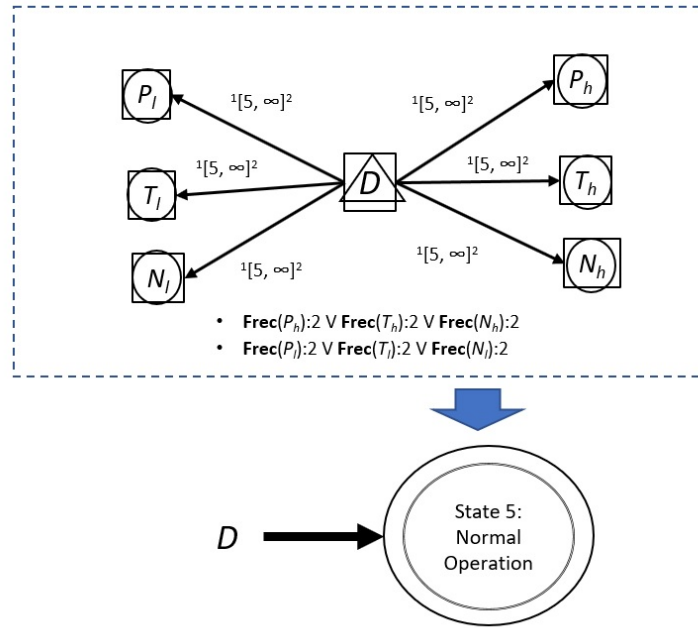 P_l
¹[5, ∞]²
¹[5, ∞]²
P_h
T_l
¹[5, ∞]²
D
¹[5, ∞]²
T_h
N_l
¹[5, ∞]²
¹[5, ∞]²
N_h
• Frec(P_h):2 V Frec(T_h):2 V Frec(N_h):2
• Frec(P_l):2 V Frec(T_l):2 V Frec(N_l):2
D
State 5:
Normal
Operation